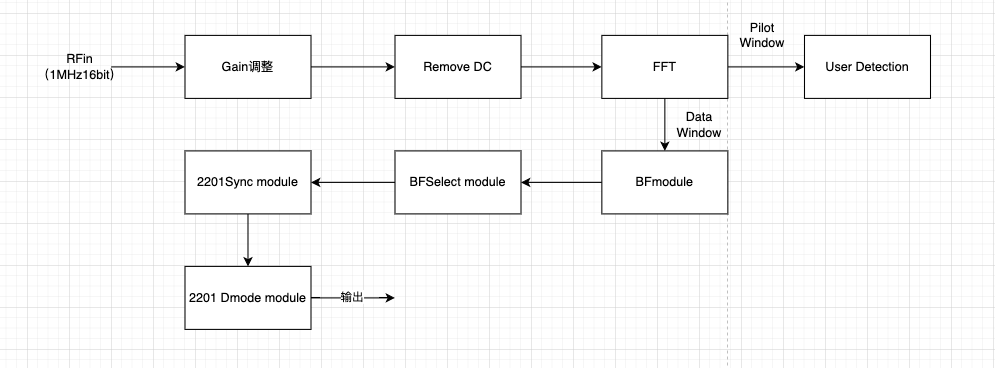 RFin
(1MHz16bit)
Gain调整
Remove DC
FFT
Pilot
Window
User Detection
Data
Window
2201Sync module
BFSelect module
BFmodule
2201 Dmode module
输出